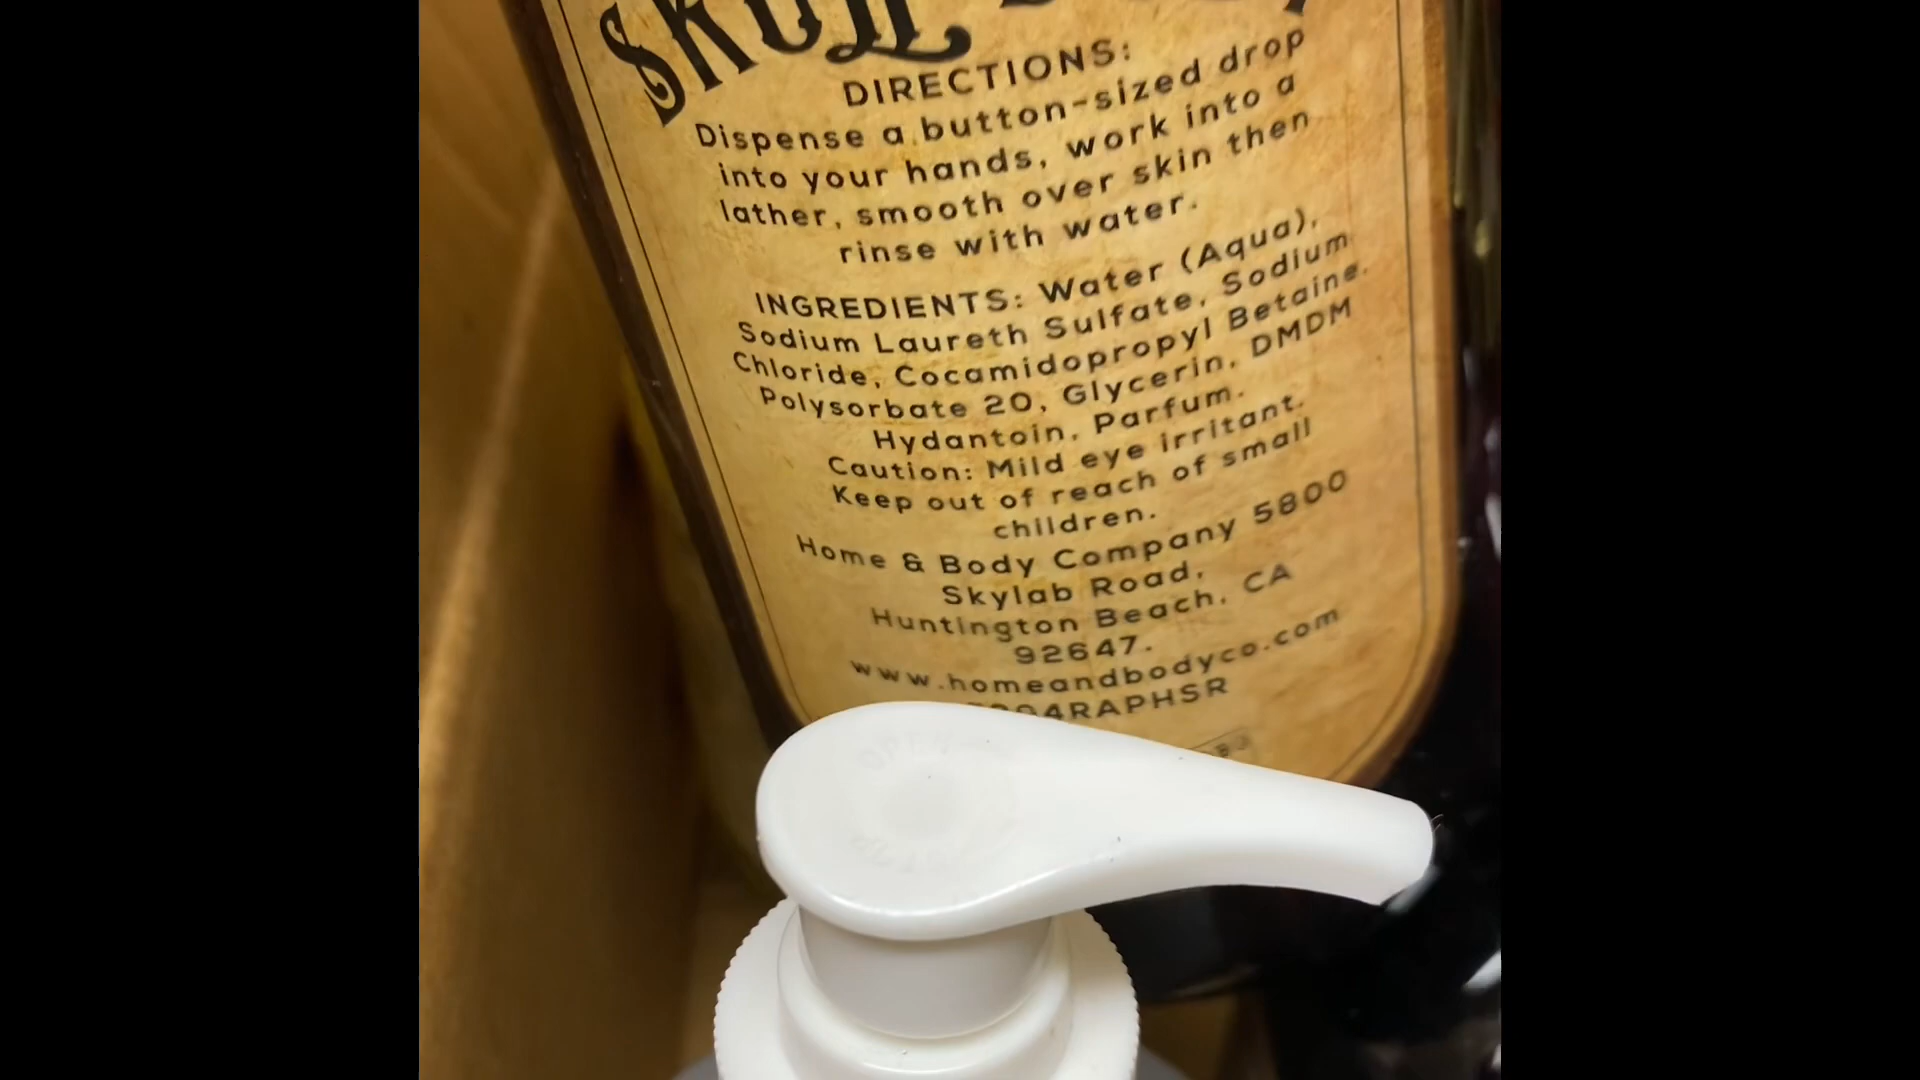 SKULL
DIRECTIONS:
Dispense a button-sized drop
into your hands, work into a
lather, smooth over skin then
rinse with water.
INGREDIENTS: Water (Aqua),
Sodium Laureth Sulfate, Sodium
Chloride, Cocamidopropyl Betaine,
Polysorbate 20, Glycerin, DMDM
Hydantoin, Parfum.
Caution: Mild eye irritant.
Keep out of reach of small
children.
Home & Body Company 5800
Skylab Road,
Huntington Beach, CA
92647.
www.homeandbodyco.com